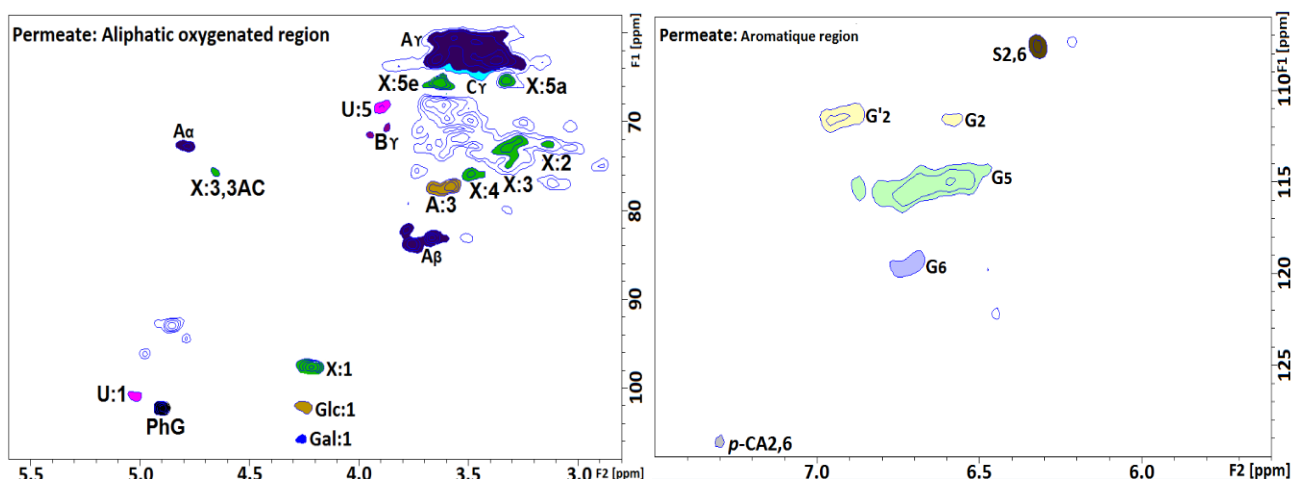 Permeate: Aliphatic oxygenated region
Aγ
Cγ
X:5e
X:5a
U:5
Bγ
Aα
X:2
X:3
X:4
X:3,3AC
A:3
Aβ
X:1
U:1
PhG
Glc:1
Gal:1
F1 [ppm]
70
80
90
100
5.5 5.0 4.5 4.0 3.5 3.0 F2 [ppm]
Permeate: Aromatique region
S2,6
G'2
G2
G5
G6
p-CA2,6
F1 [ppm]
110
115
120
125
7.0 6.5 6.0 F2 [ppm]